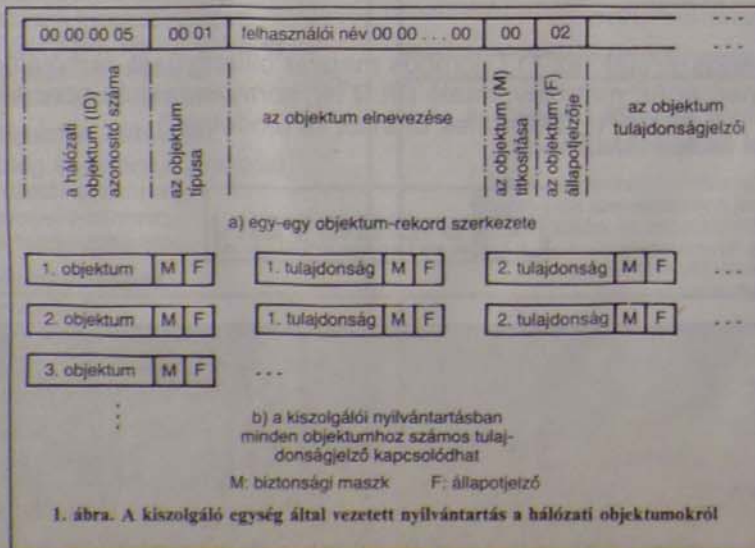 00 00 00 05 00 01 felhasználói név 00 00 . . . 00 00 02 . . .
. . .
a hálózati
objektum (ID)
azonosító száma
az objektum
típusa
az objektum elnevezése
az objektum (M)
titkosítása
az objektum (F)
állapotjelzője
az objektum
tulajdonságjelzői
a) egy-egy objektum-rekord szerkezete
1. objektum M F 1. tulajdonság M F 2. tulajdonság M F . . .
2. objektum M F 1. tulajdonság M F 2. tulajdonság M F . . .
3. objektum M F . . .
b) a kiszolgálói nyilvántartásban
minden objektumhoz számos tulaj-
donságjelző kapcsolódhat
M: biztonsági maszk F: állapotjelző
1. ábra. A kiszolgáló egység által vezetett nyilvántartás a hálózati objektumokról